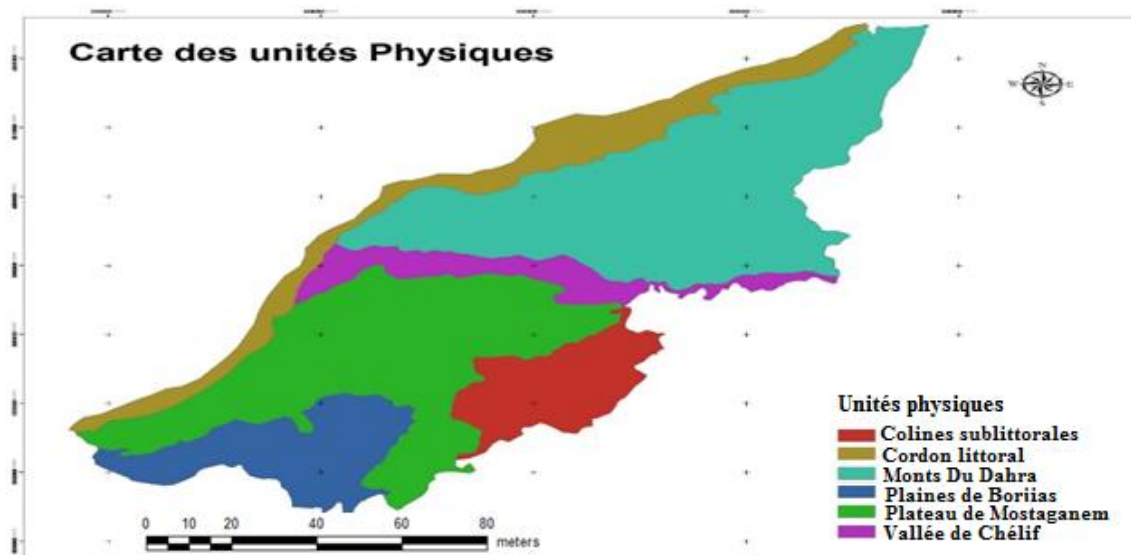 Carte des unités Physiques
N
W E
S
Unités physiques
Colines sublittorales
Cordon littoral
Monts Du Dahra
Plaines de Borjias
Plateau de Mostaganem
Vallée de Chélif
0 10 20 40 60 80
meters